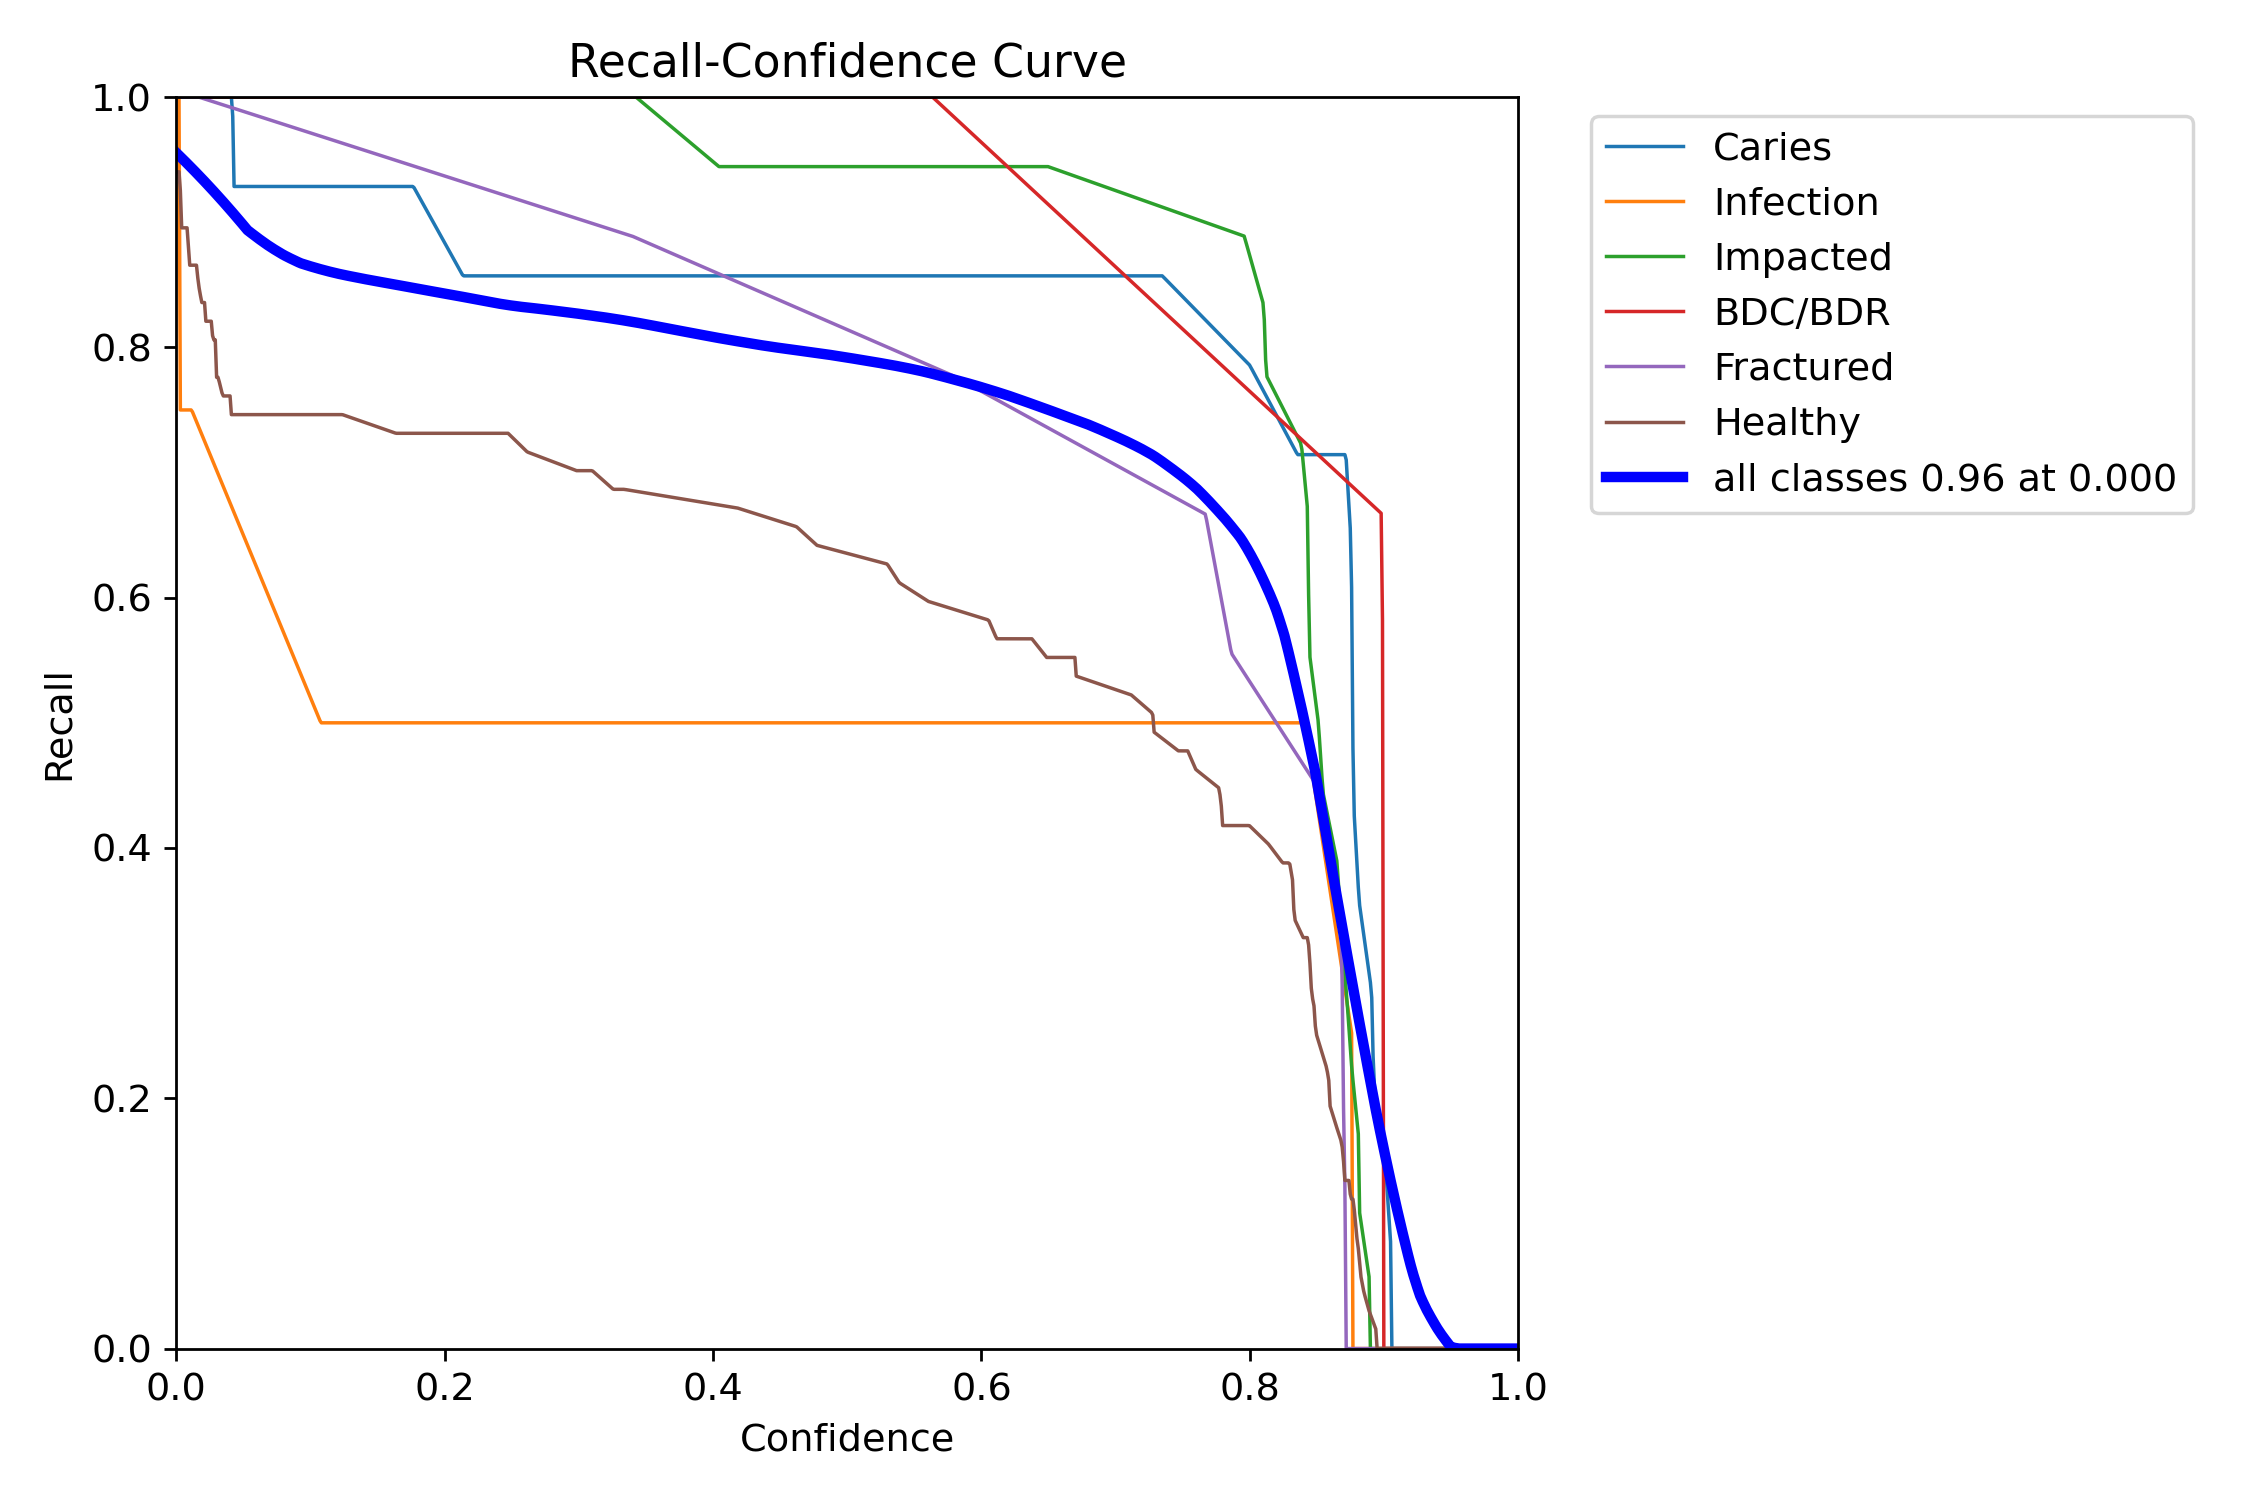 Recall-Confidence Curve
1.0
0.8
0.6
0.4
0.2
0.0
Recall
0.0 0.2 0.4 0.6 0.8 1.0
Confidence
Caries
Infection
Impacted
BDC/BDR
Fractured
Healthy
all classes 0.96 at 0.000